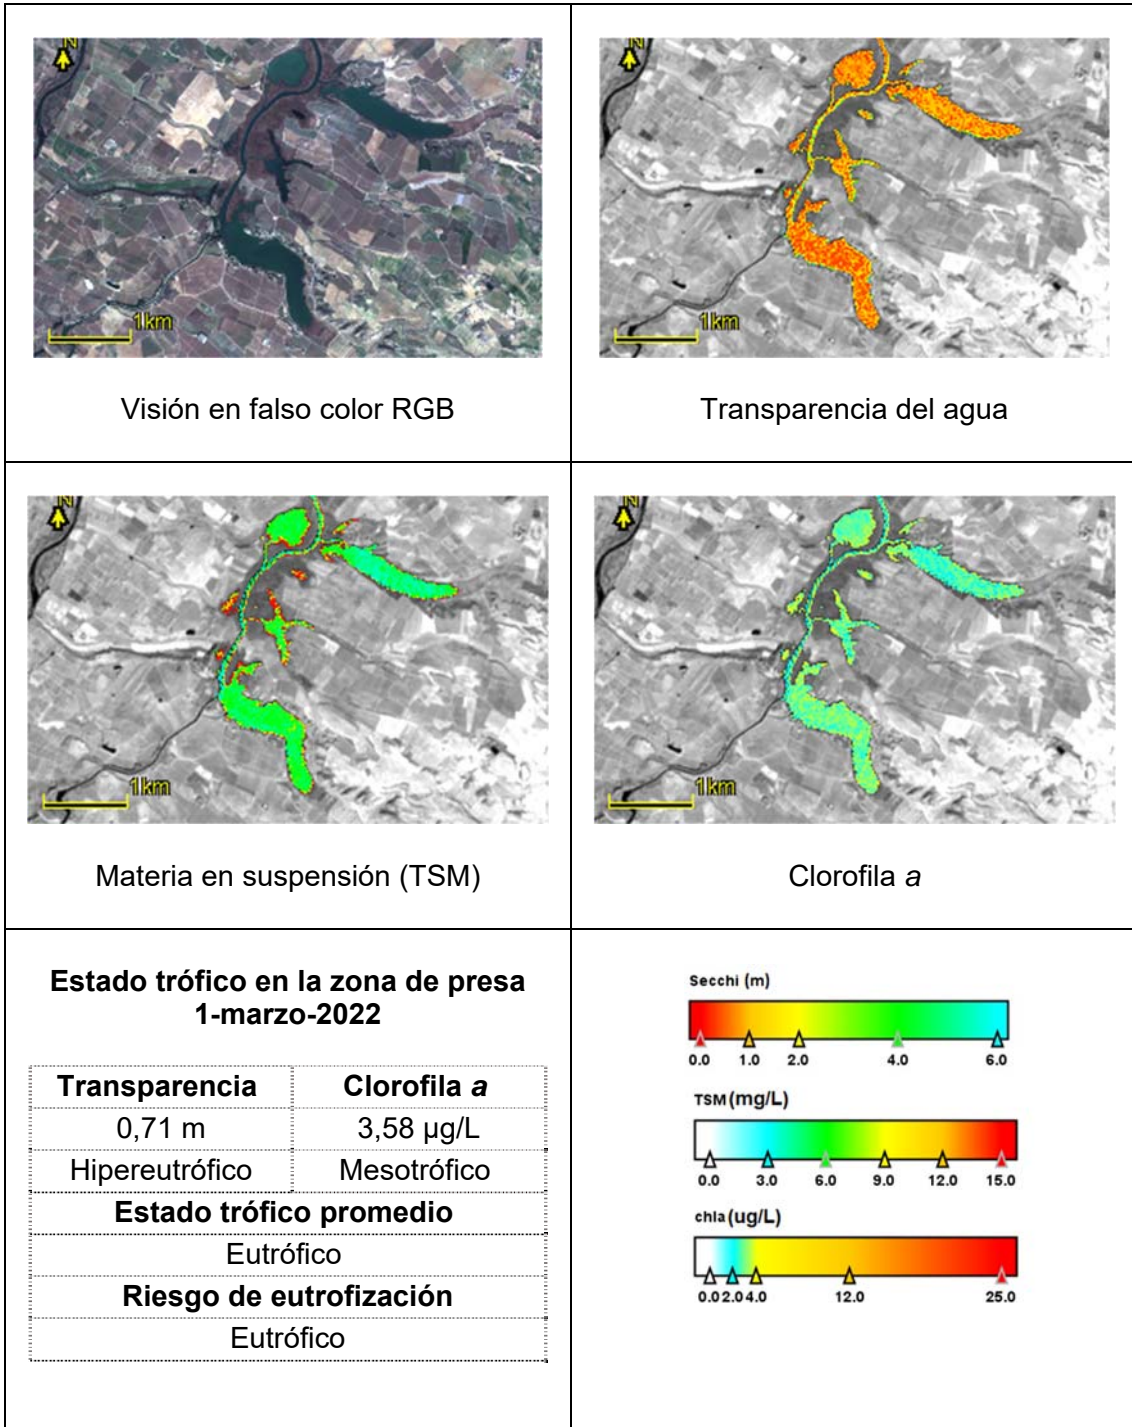 N
1km
Visión en falso color RGB
N
1km
Transparencia del agua
N
1km
Materia en suspensión (TSM)
N
1km
Clorofila a
Estado trófico en la zona de presa
1-marzo-2022
Transparencia Clorofila a
0,71 m 3,58 µg/L
Hipereutrófico Mesotrófico
Estado trófico promedio
Eutrófico
Riesgo de eutrofización
Eutrófico
Secchi (m)
0.0 1.0 2.0 4.0 6.0
TSM (mg/L)
0.0 3.0 6.0 9.0 12.0 15.0
chla (ug/L)
0.0 2.0 4.0 12.0 25.0